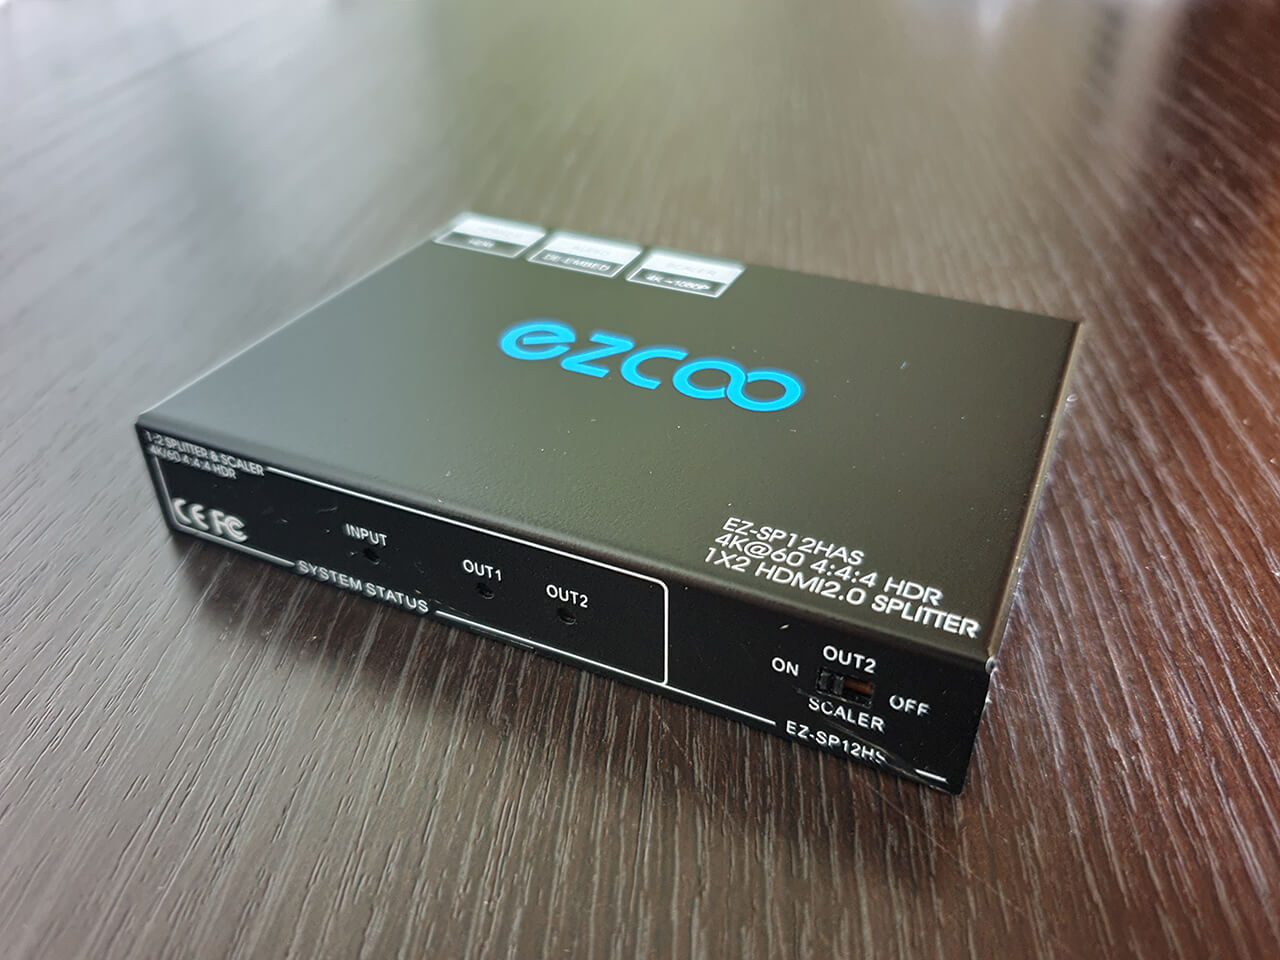 AUDIO
DE-EMBED
SCALER
4K→1080P
ezcoo
EZ-SP12HAS
4K@60 4:4:4 HDR
1X2 HDMI2.0 SPLITTER
1:2 SPLITTER & SCALER
4K/60 4:4:4 HDR
CE FC
INPUT
OUT1
OUT2
SYSTEM STATUS
OUT2
ON
OFF
SCALER
EZ-SP12HS